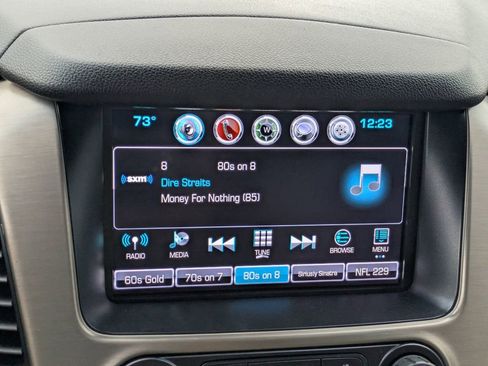 73° W 12:23
8 80s on 8
((sxm))
Dire Straits
Money For Nothing (85)
RADIO MEDIA TUNE BROWSE MENU
60s Gold 70s on 7 80s on 8 Siriusly Sinatra NFL 229